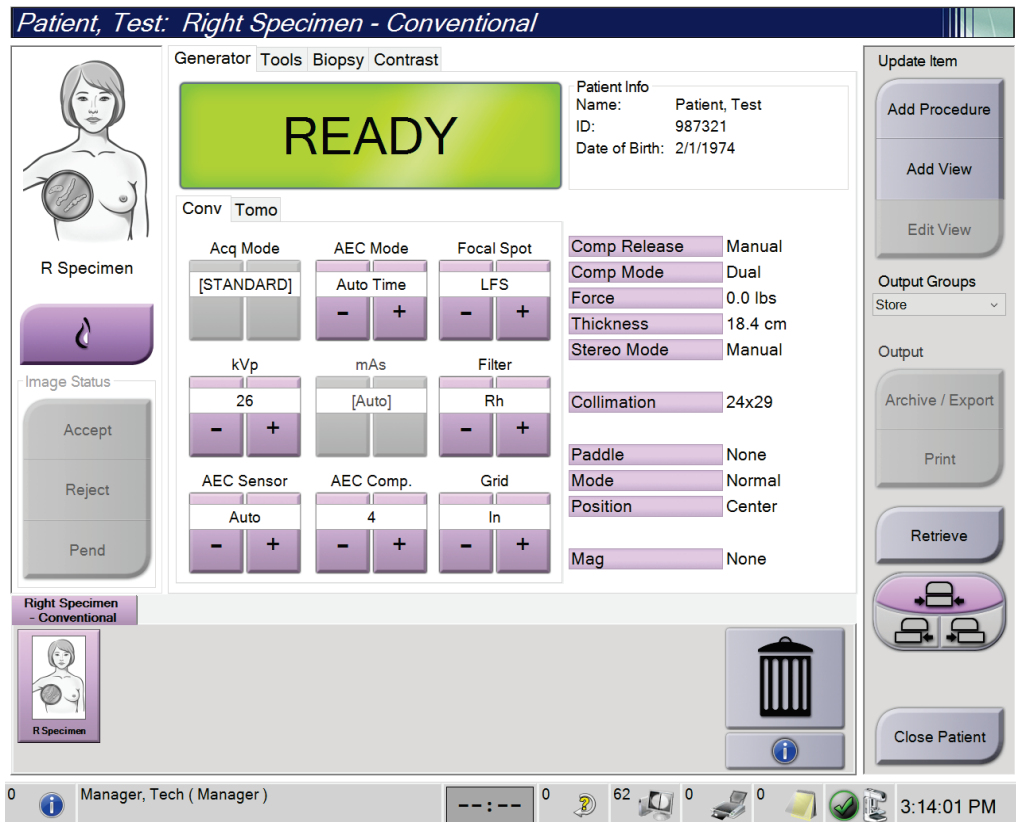 Patient, Test: Right Specimen - Conventional
Generator Tools Biopsy Contrast
READY
Patient Info
Name: Patient, Test
ID: 987321
Date of Birth: 2/1/1974
R Specimen
Image Status
Accept
Reject
Pend
Conv Tomo
Acq Mode AEC Mode Focal Spot
[STANDARD] Auto Time LFS
- + - +
kVp mAs Filter
26 [Auto] Rh
- + - +
AEC Sensor AEC Comp. Grid
Auto 4 In
- + - + - +
Comp Release Manual
Comp Mode Dual
Force 0.0 lbs
Thickness 18.4 cm
Stereo Mode Manual
Collimation 24x29
Paddle None
Mode Normal
Position Center
Mag None
Update Item
Add Procedure
Add View
Edit View
Output Groups
Store
Output
Archive / Export
Print
Retrieve
Close Patient
Right Specimen
- Conventional
R Specimen
0 Manager, Tech ( Manager ) --:-- 0 62 0 0 3:14:01 PM